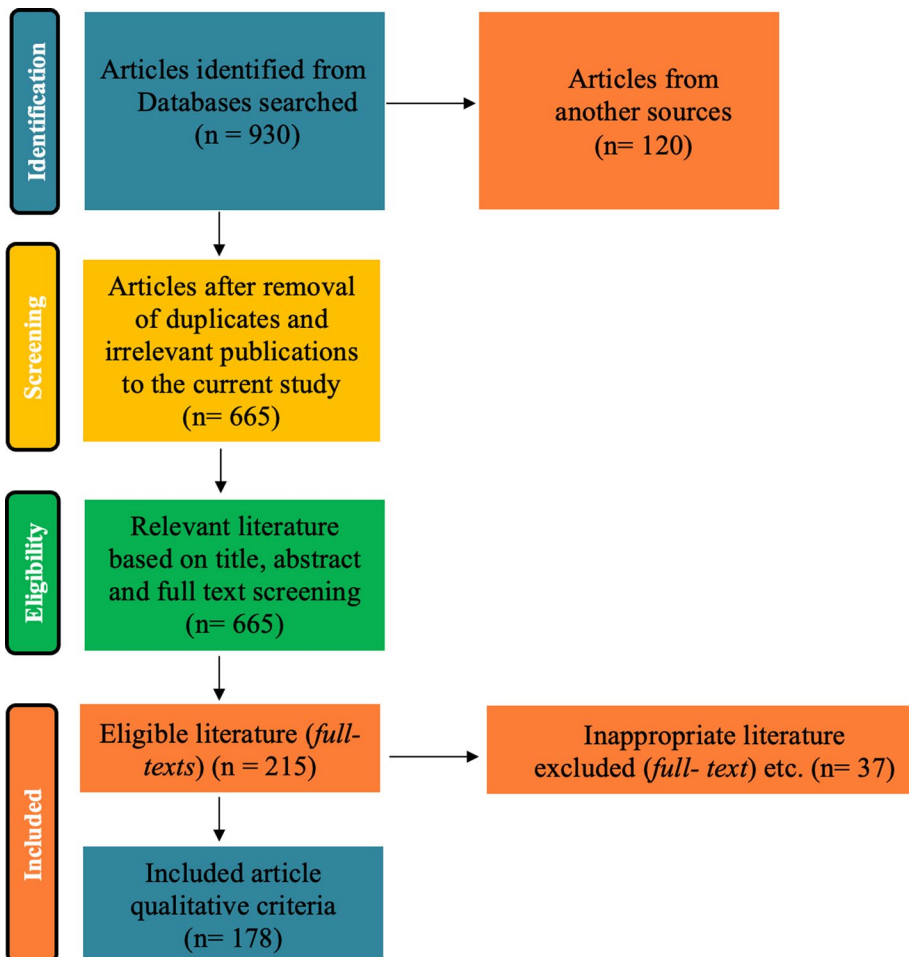 Identification
Articles identified from
Databases searched
(n = 930)
Articles from
another sources
(n= 120)
Screening
Articles after removal
of duplicates and
irrelevant publications
to the current study
(n= 665)
Eligibility
Relevant literature
based on title, abstract
and full text screening
(n= 665)
Included
Eligible literature (full-
texts) (n = 215)
Inappropriate literature
excluded (full- text) etc. (n= 37)
Included article
qualitative criteria
(n= 178)